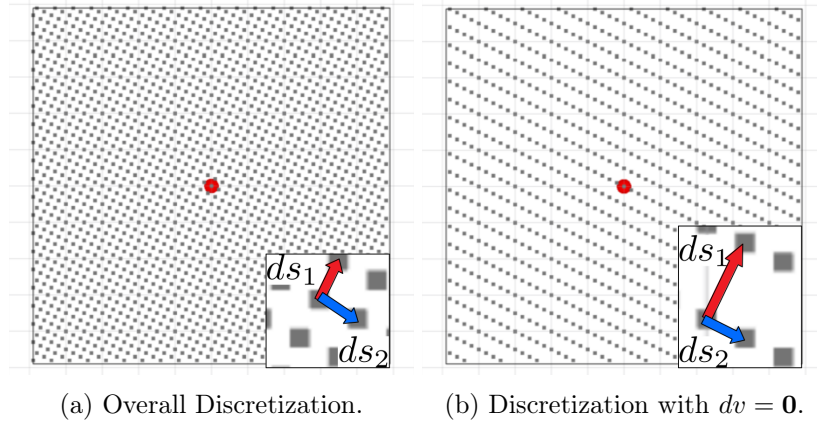 ds₁
ds₂
ds₁
ds₂
(a) Overall Discretization.
(b) Discretization with dv = 0.